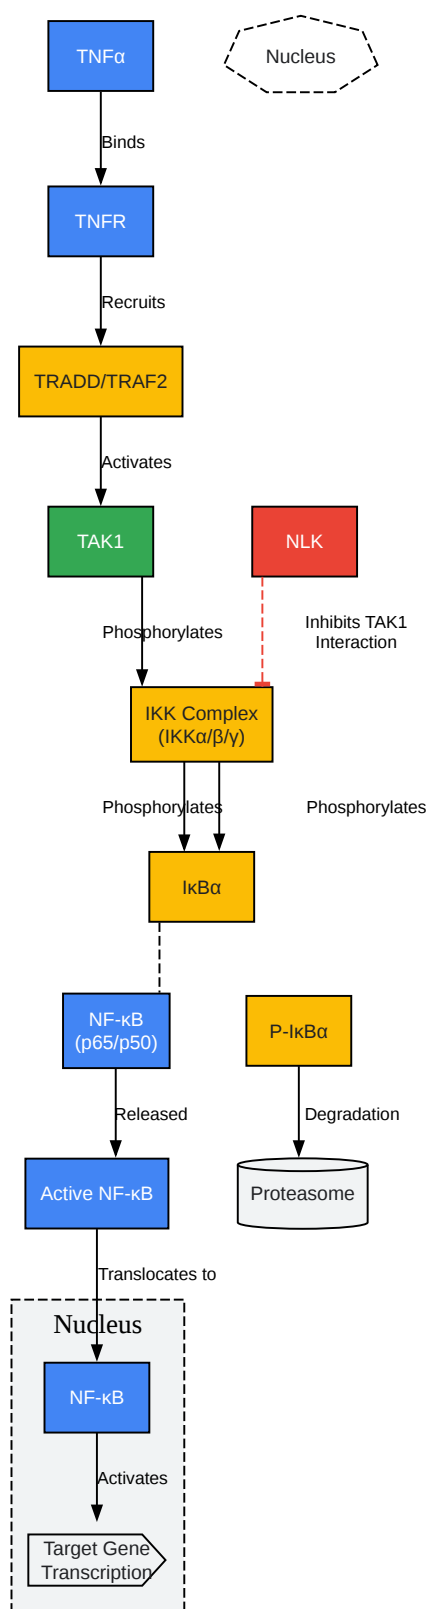 TNFα
Nucleus
Binds
TNFR
Recruits
TRADD/TRAF2
Activates
TAK1
NLK
Phosphorylates
Inhibits TAK1
Interaction
IKK Complex
(IKKα/β/γ)
Phosphorylates
Phosphorylates
IκBα
NF-κB
(p65/p50)
P-IκBα
Released
Degradation
Active NF-κB
Proteasome
Translocates to
Nucleus
NF-κB
Activates
Target Gene
Transcription